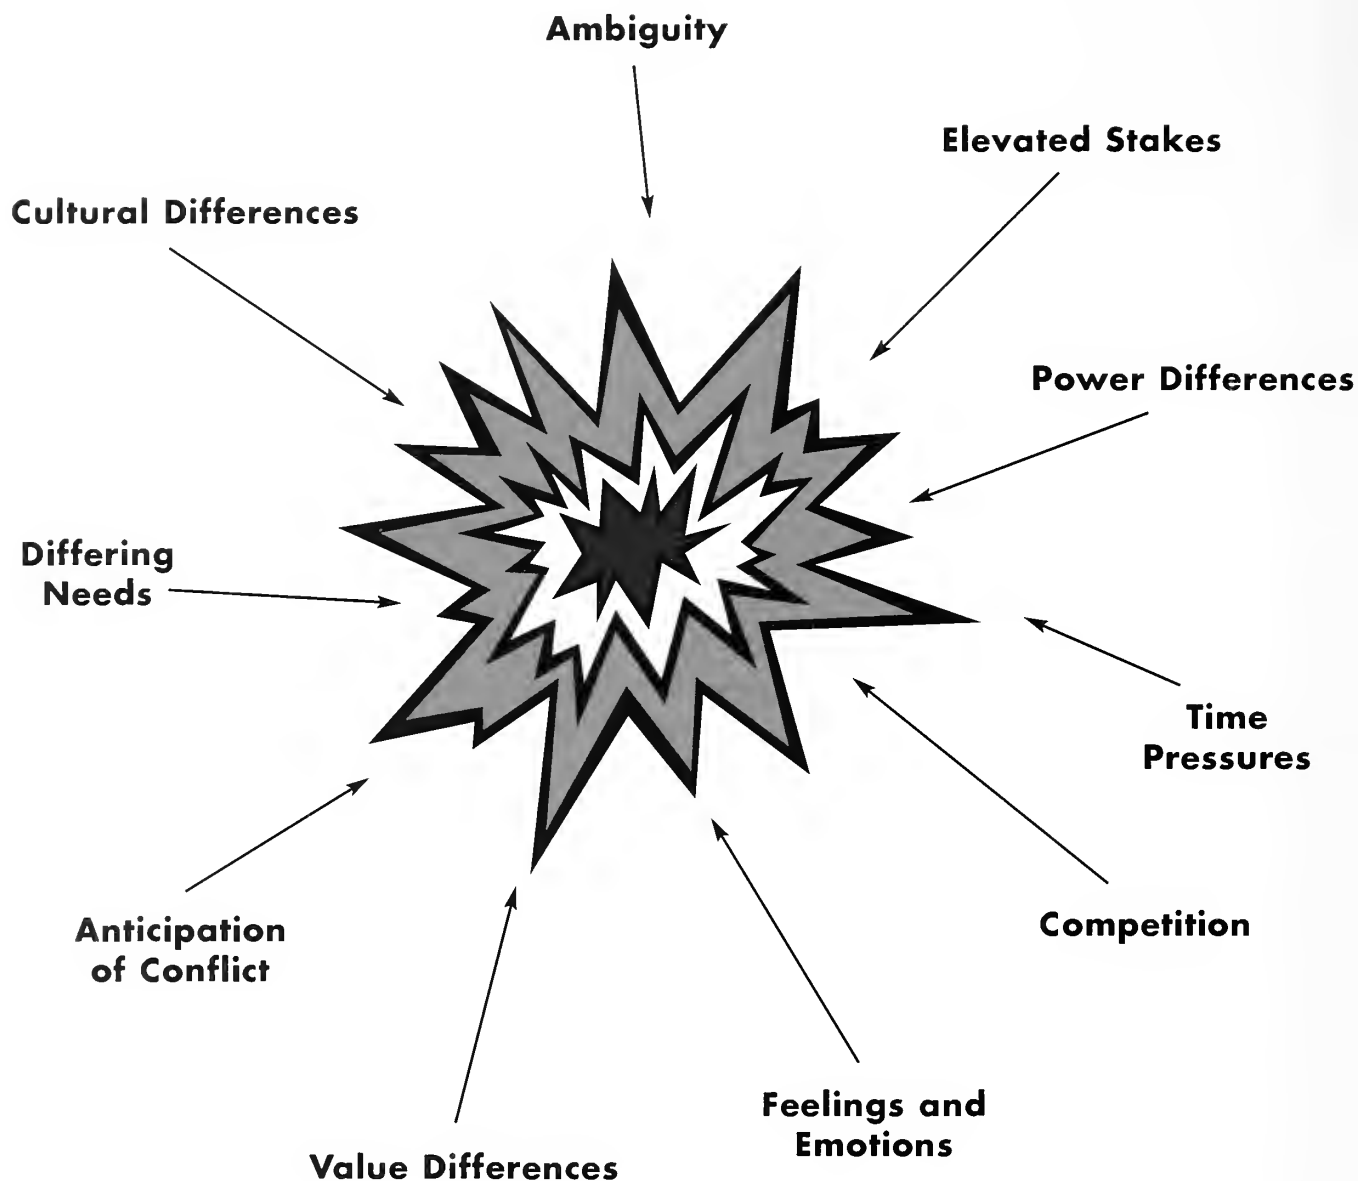 Ambiguity
Elevated Stakes
Cultural Differences
Power Differences
Differing
Needs
Time
Pressures
Competition
Anticipation
of Conflict
Feelings and
Emotions
Value Differences